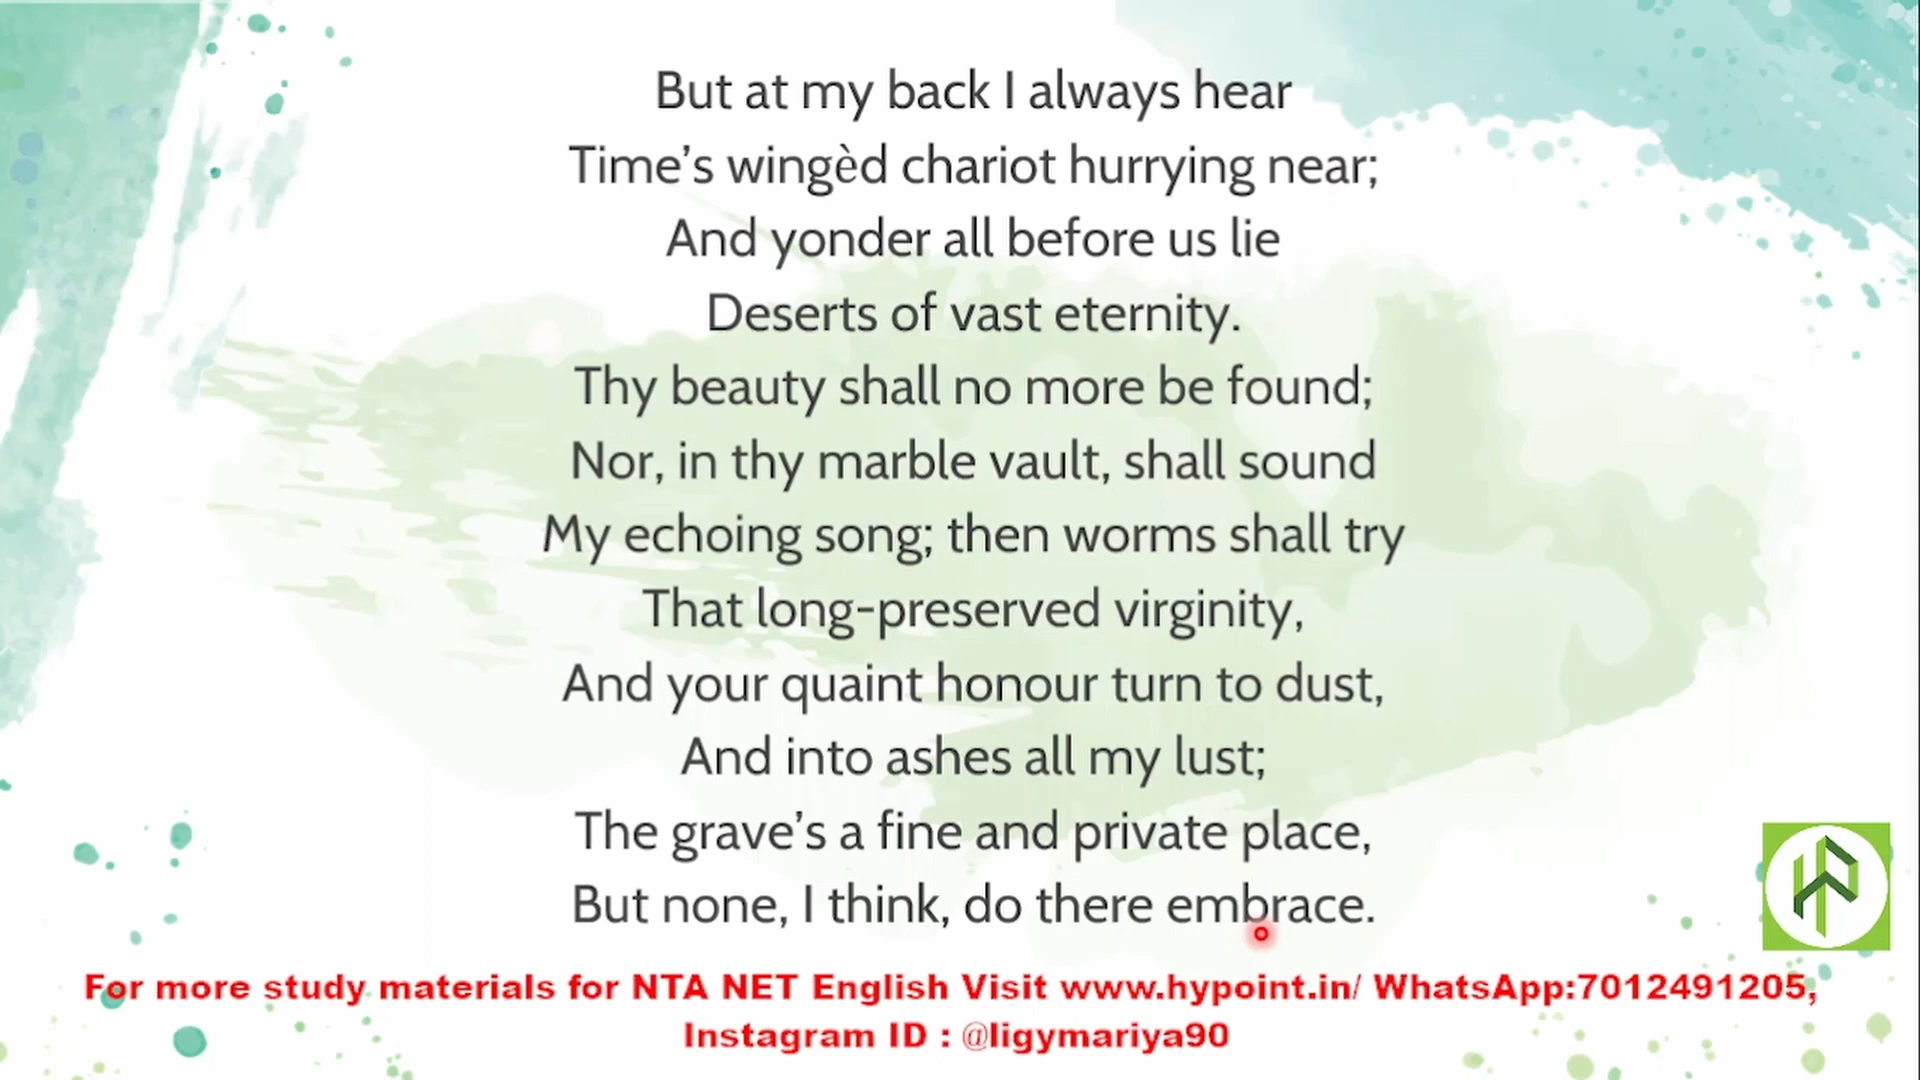 But at my back I always hear
Time’s wingèd chariot hurrying near;
And yonder all before us lie
Deserts of vast eternity.
Thy beauty shall no more be found;
Nor, in thy marble vault, shall sound
My echoing song; then worms shall try
That long-preserved virginity,
And your quaint honour turn to dust,
And into ashes all my lust;
The grave’s a fine and private place,
But none, I think, do there embrace.
For more study materials for NTA NET English Visit www.hypoint.in/ WhatsApp:7012491205,
Instagram ID : @ligymariya90